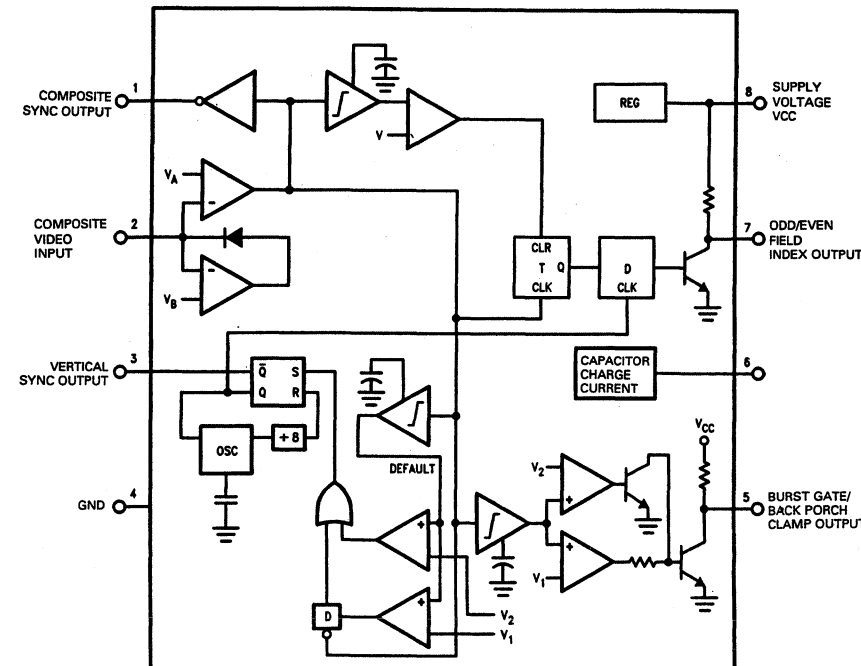 1
COMPOSITE
SYNC OUTPUT
V
REG
8
SUPPLY
VOLTAGE
VCC
VA
2
COMPOSITE
VIDEO
INPUT
VB
CLR
T Q
CLK
D
CLK
7
ODD/EVEN
FIELD
INDEX OUTPUT
3
VERTICAL
SYNC OUTPUT
Q̄ S
Q R
OSC
÷8
CAPACITOR
CHARGE
CURRENT
6
DEFAULT
VCC
4
GND
V2
+
+
V1
5
BURST GATE/
BACK PORCH
CLAMP OUTPUT
+
+
D
V2
V1